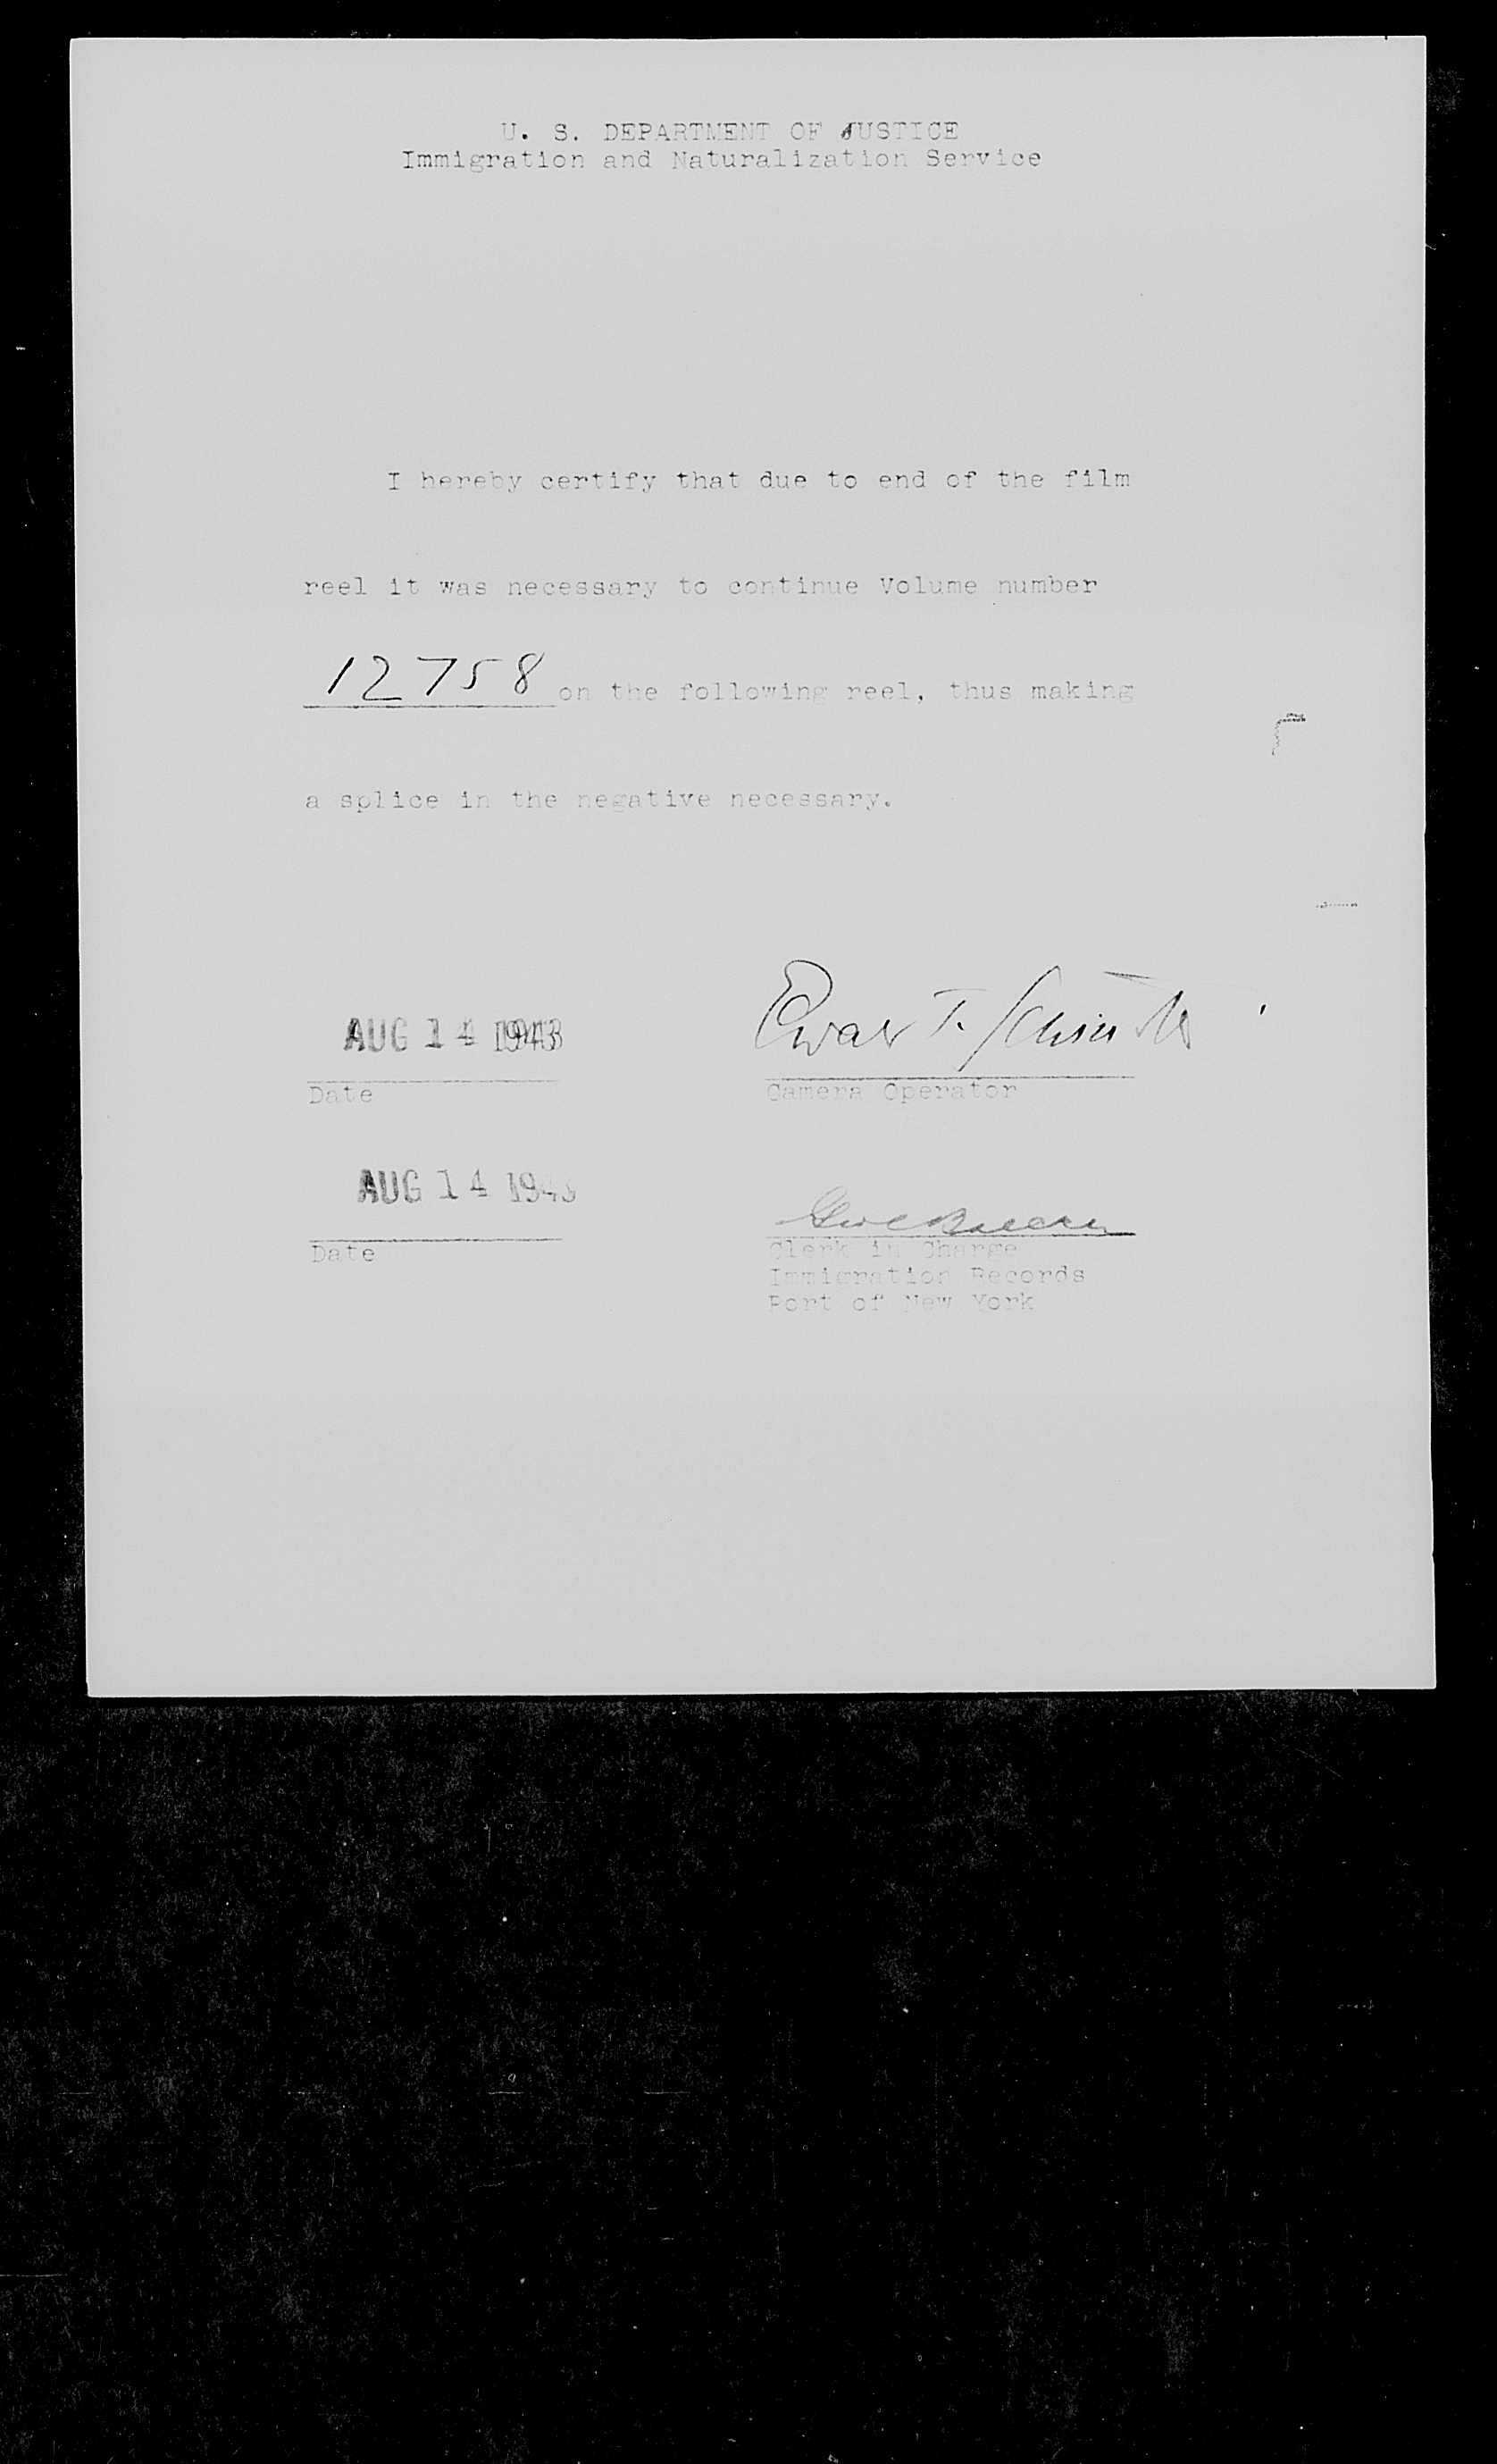 U. S. DEPARTMENT OF JUSTICE
Immigration and Naturalization Service
I hereby certify that due to end of the film
reel it was necessary to continue Volume number
12758 on the following reel, thus making
a splice in the negative necessary.
AUG 14 1943
Date
Camera Operator
AUG 14 1943
Date
Clerk in Charge
Immigration Records
Port of New York